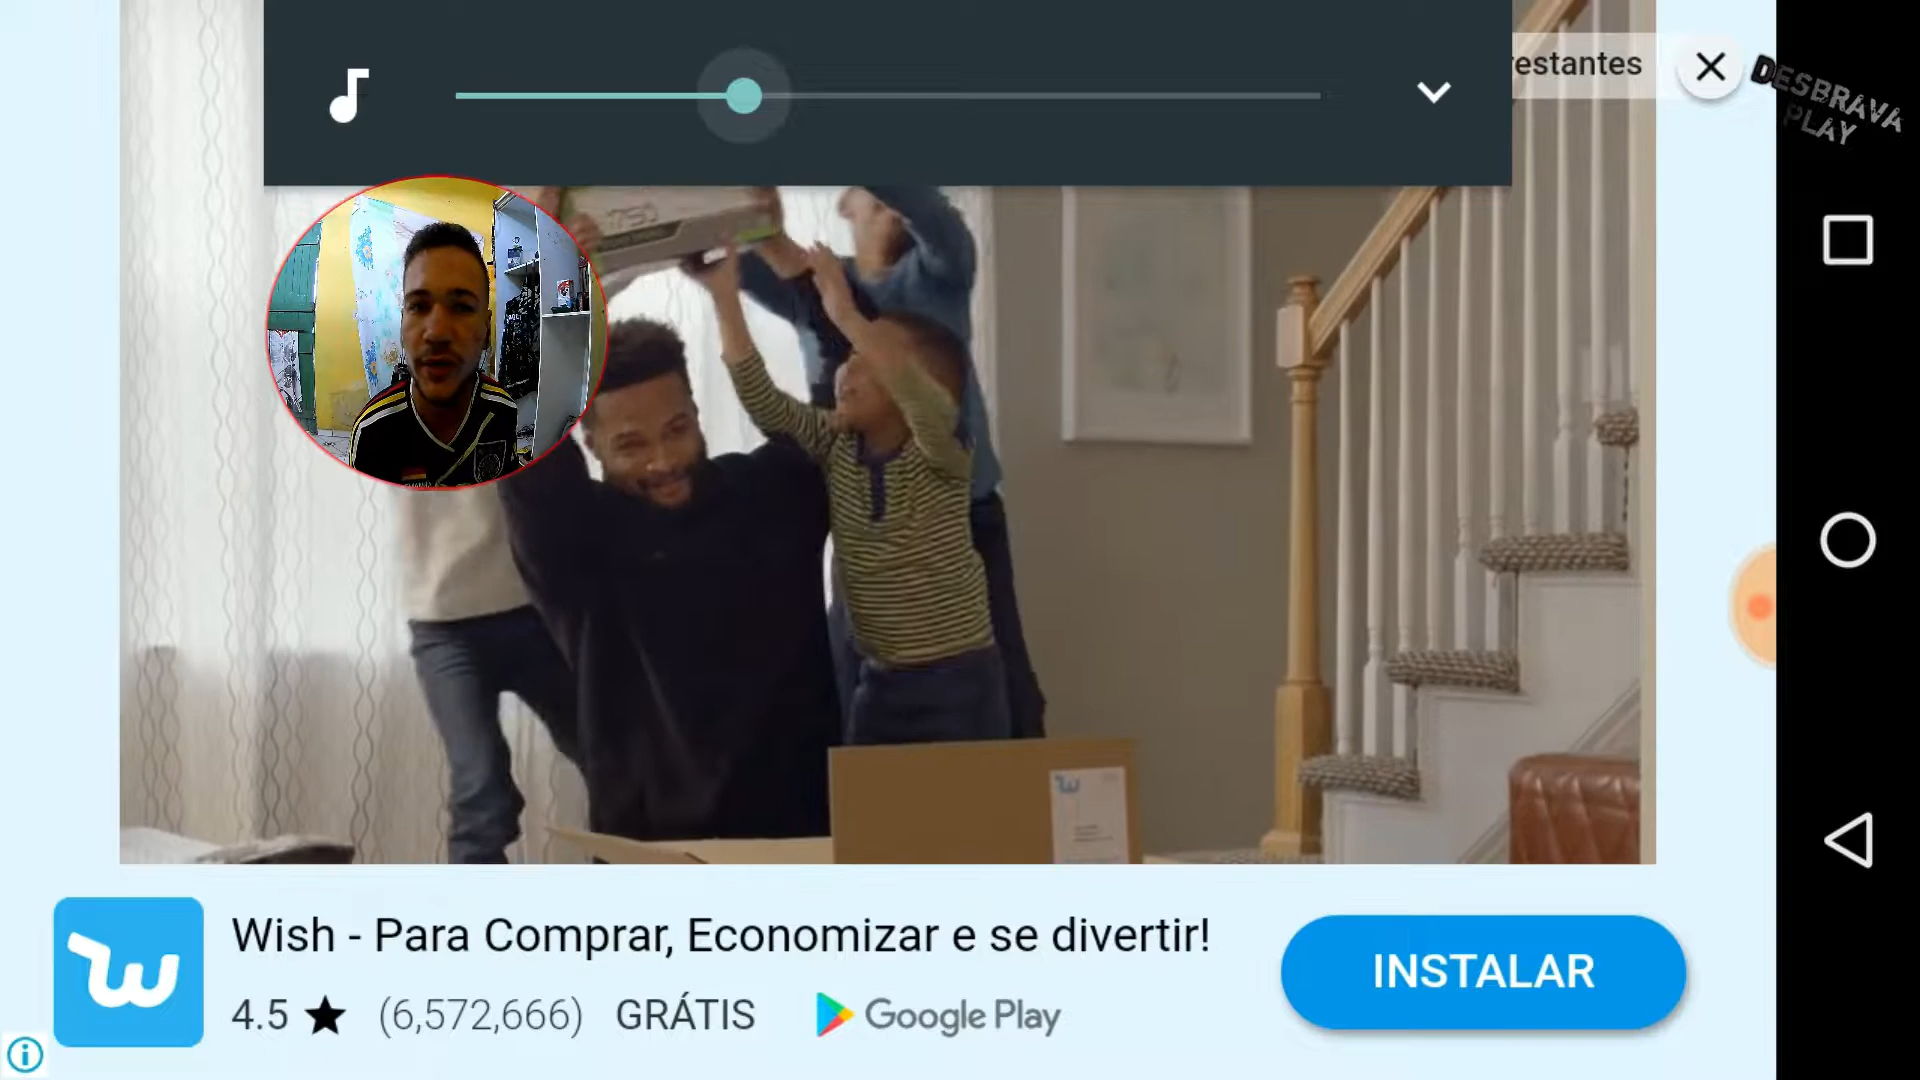 estantes
DESBRAVA
PLAY
Wish - Para Comprar, Economizar e se divertir!
4.5 ★ (6,572,666) GRÁTIS Google Play
INSTALAR